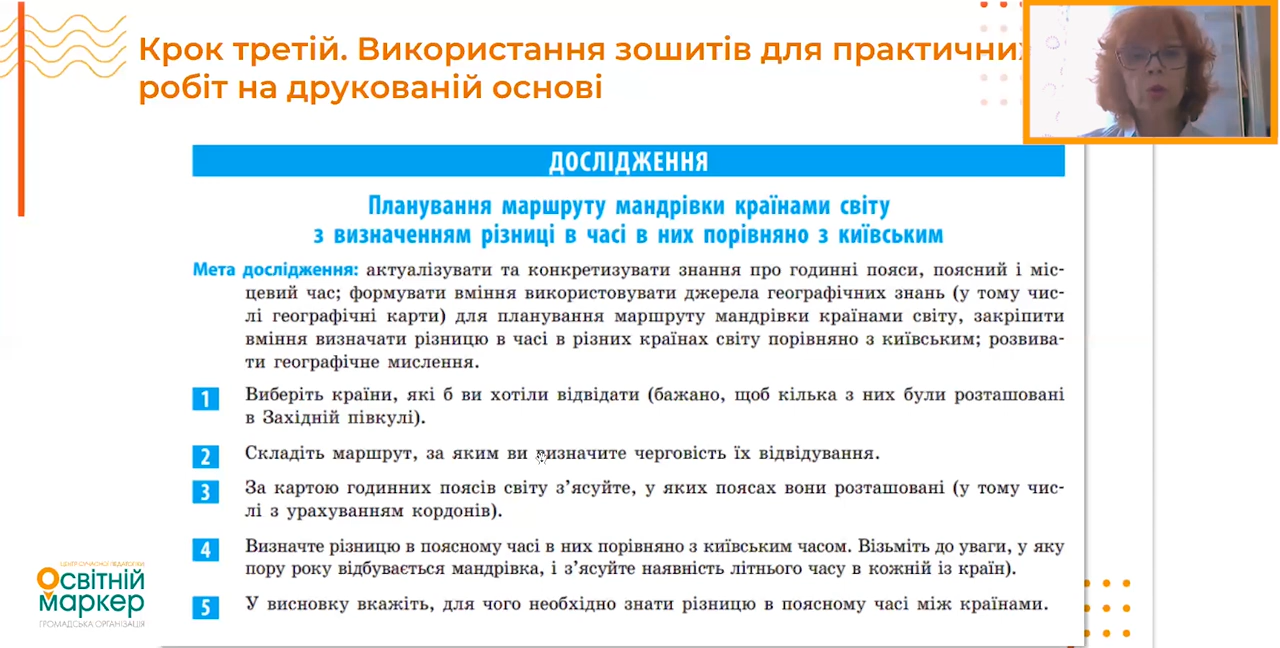 Крок третій. Використання зошитів для практичних
робіт на друкованій основі
ДОСЛІДЖЕННЯ
Планування маршруту мандрівки країнами світу
з визначенням різниці в часі в них порівняно з київським
Мета дослідження: актуалізувати та конкретизувати знання про годинні пояси, поясний і міс-
цевий час; формувати вміння використовувати джерела географічних знань (у тому чис-
лі географічні карти) для планування маршруту мандрівки країнами світу, закріпити
вміння визначати різницю в часі в різних країнах світу порівняно з київським; розвива-
ти географічне мислення.
1 Виберіть країни, які б ви хотіли відвідати (бажано, щоб кілька з них були розташовані
в Західній півкулі).
2 Складіть маршрут, за яким ви визначите черговість їх відвідування.
3 За картою годинних поясів світу з’ясуйте, у яких поясах вони розташовані (у тому чис-
лі з урахуванням кордонів).
4 Визначте різницю в поясному часі в них порівняно з київським часом. Візьміть до уваги, у яку
пору року відбувається мандрівка, і з’ясуйте наявність літнього часу в кожній із країн).
5 У висновку вкажіть, для чого необхідно знати різницю в поясному часі між країнами.
ЦЕНТР СУЧАСНОЇ ПЕДАГОГІКИ
Освітній
маркер
ГРОМАДСЬКА ОРГАНІЗАЦІЯ